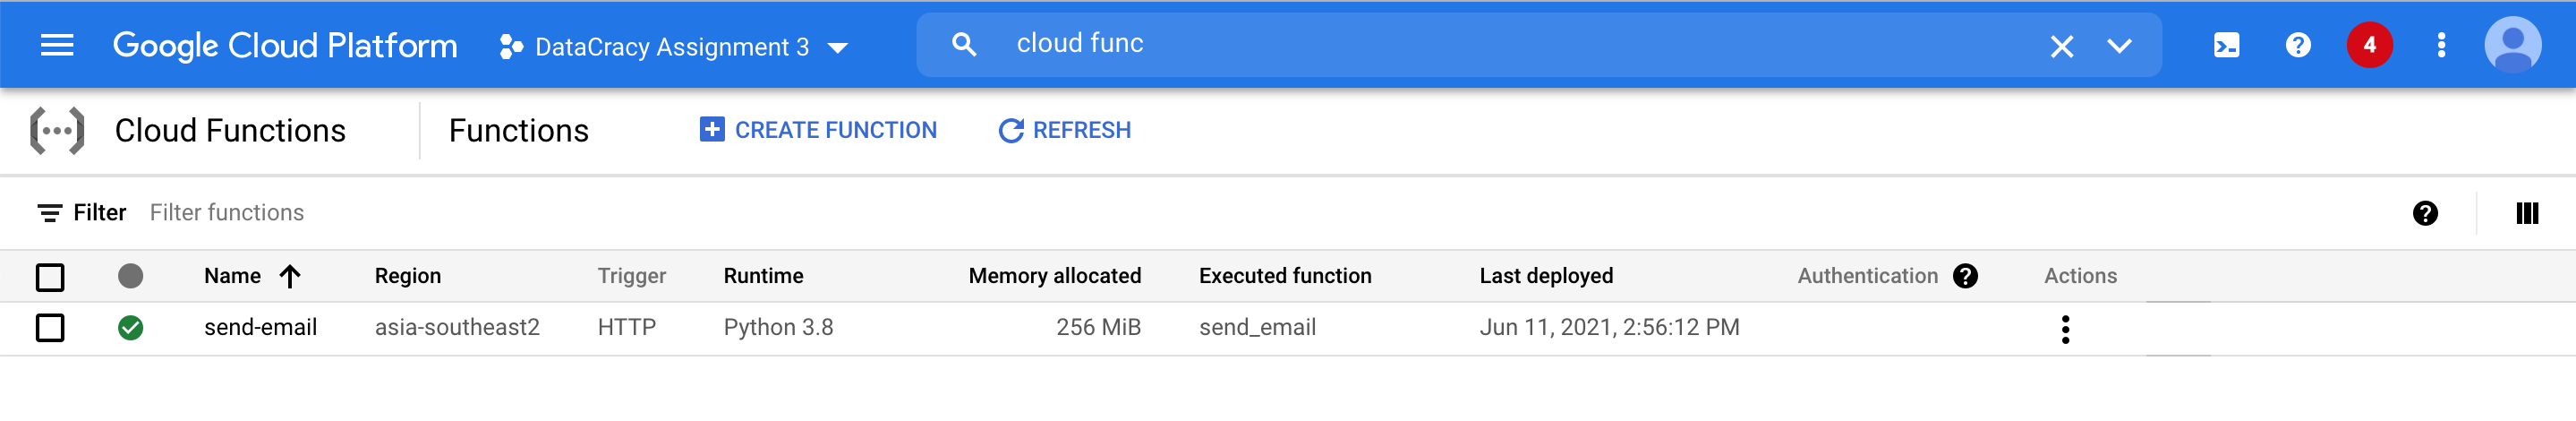 Google Cloud Platform DataCracy Assignment 3 cloud func 4
Cloud Functions Functions CREATE FUNCTION REFRESH
Filter Filter functions
Name Region Trigger Runtime Memory allocated Executed function Last deployed Authentication Actions
send-email asia-southeast2 HTTP Python 3.8 256 MiB send_email Jun 11, 2021, 2:56:12 PM